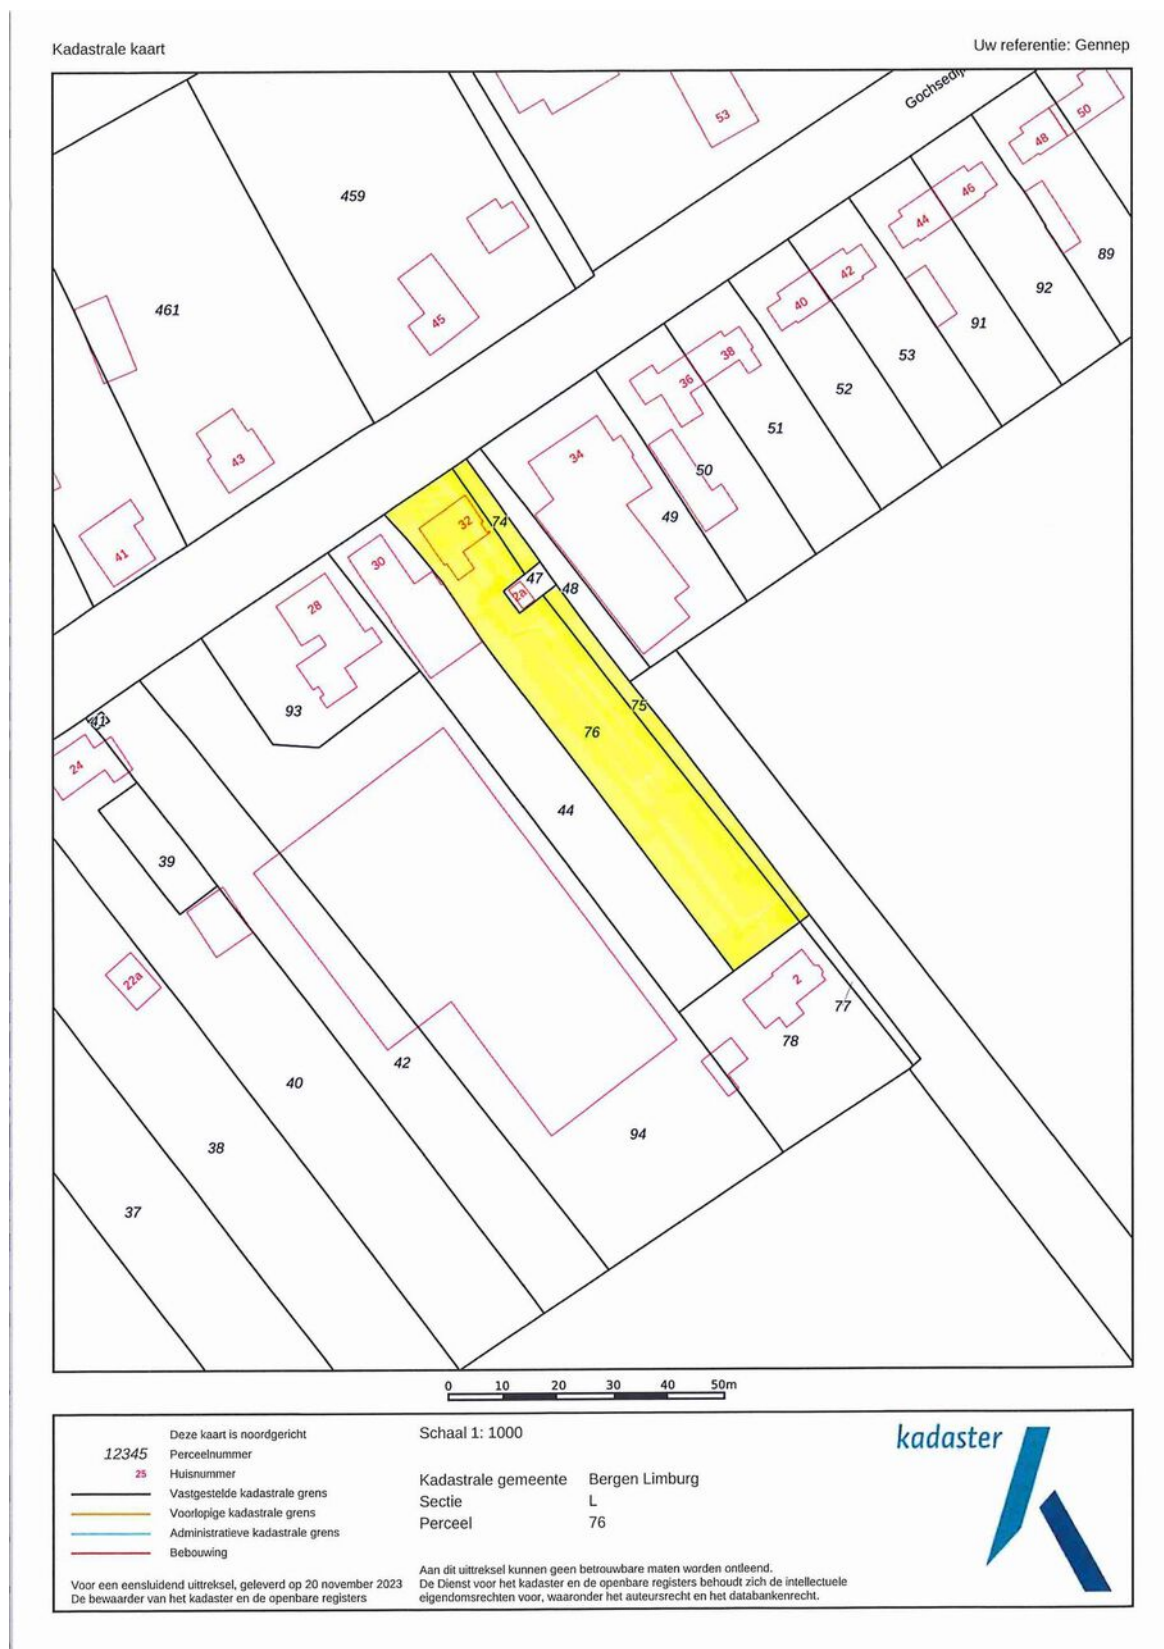 Kadastrale kaart
Uw referentie: Gennep
Gochsedij
53
50
48
459
46
44
89
461
45
42
40
92
91
38
53
36
52
43
51
34
50
49
32
74
41
30
47
48
2a
28
93
75
76
41
24
44
39
2
22a
77
78
42
40
94
38
37
0 10 20 30 40 50m
Deze kaart is noordgericht
12345 Perceelnummer
25 Huisnummer
Vastgestelde kadastrale grens
Voorlopige kadastrale grens
Administratieve kadastrale grens
Bebouwing
Voor een eensluidend uittreksel, geleverd op 20 november 2023
De bewaarder van het kadaster en de openbare registers
Schaal 1: 1000
Kadastrale gemeente Bergen Limburg
Sectie L
Perceel 76
Aan dit uittreksel kunnen geen betrouwbare maten worden ontleend.
De Dienst voor het kadaster en de openbare registers behoudt zich de intellectuele
eigendomsrechten voor, waaronder het auteursrecht en het databankenrecht.
kadaster